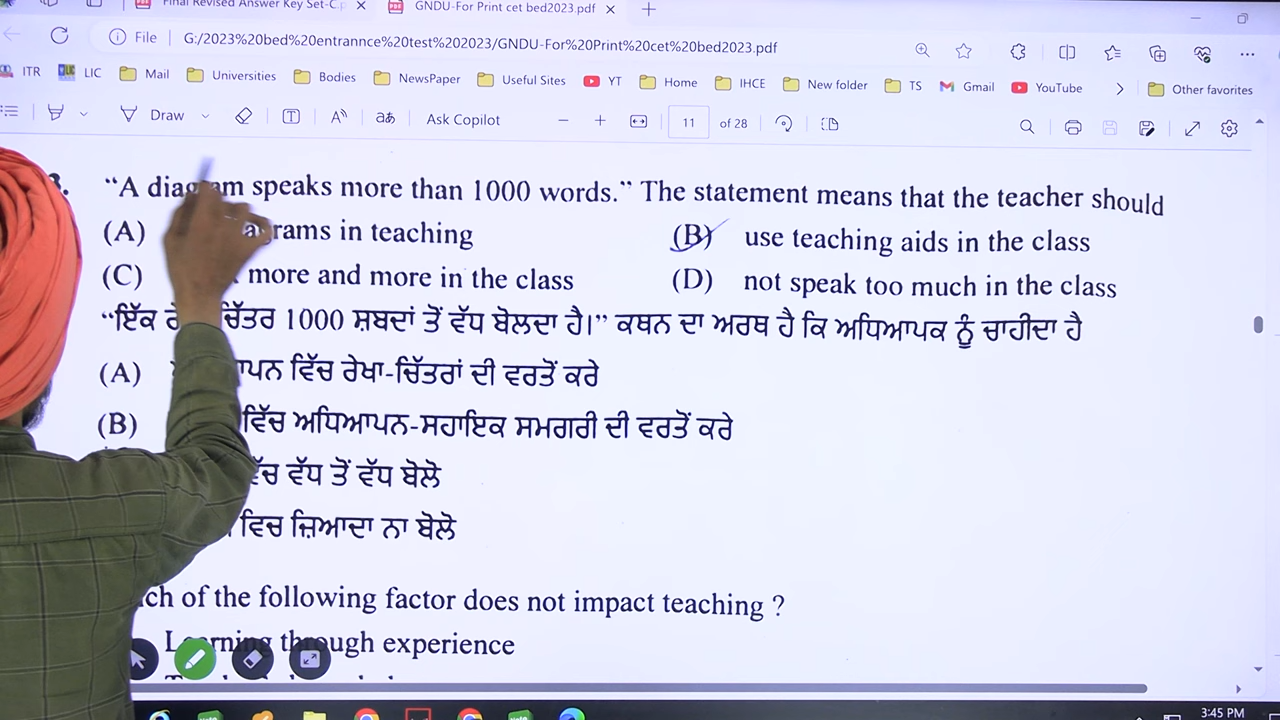 Final Revised Answer Key Set-C.p
GNDU-For Print cet bed2023.pdf
File G:/2023%20bed%20entrannce%20test%202023/GNDU-For%20Print%20cet%20bed2023.pdf
ITR LIC Mail Universities Bodies NewsPaper Useful Sites YT Home IHCE New folder TS Gmail YouTube Other favorites
Draw T aあ Ask Copilot 11 of 28
"A diagram speaks more than 1000 words." The statement means that the teacher should
(A) in teaching (B) use teaching aids in the class
(C) more and more in the class (D) not speak too much in the class
"ਇੱਕ ਚਿੱਤਰ 1000 ਸ਼ਬਦਾਂ ਤੋਂ ਵੱਧ ਬੋਲਦਾ ਹੈ।" ਕਥਨ ਦਾ ਅਰਥ ਹੈ ਕਿ ਅਧਿਆਪਕ ਨੂੰ ਚਾਹੀਦਾ ਹੈ
(A) ਵਿੱਚ ਰੇਖਾ-ਚਿੱਤਰਾਂ ਦੀ ਵਰਤੋਂ ਕਰੇ
(B) ਵਿੱਚ ਅਧਿਆਪਨ-ਸਹਾਇਕ ਸਮਗਰੀ ਦੀ ਵਰਤੋਂ ਕਰੇ
ਵੱਧ ਤੋਂ ਵੱਧ ਬੋਲੋ
ਵਿਚ ਜ਼ਿਆਦਾ ਨਾ ਬੋਲੋ
of the following factor does not impact teaching ?
Learning through experience
3:45 PM